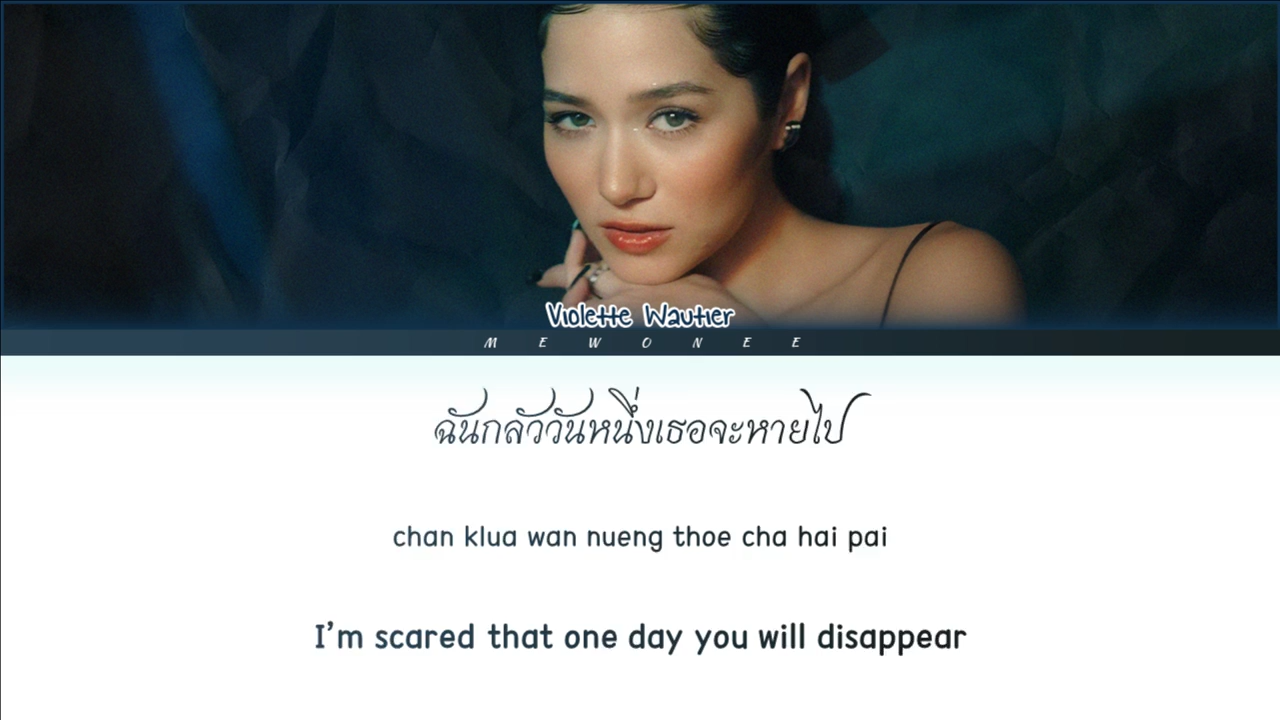 Violette Wautier
MEWONEE
ฉันกลัววันหนึ่งเธอจะหายไป
chan klua wan nueng thoe cha hai pai
I'm scared that one day you will disappear